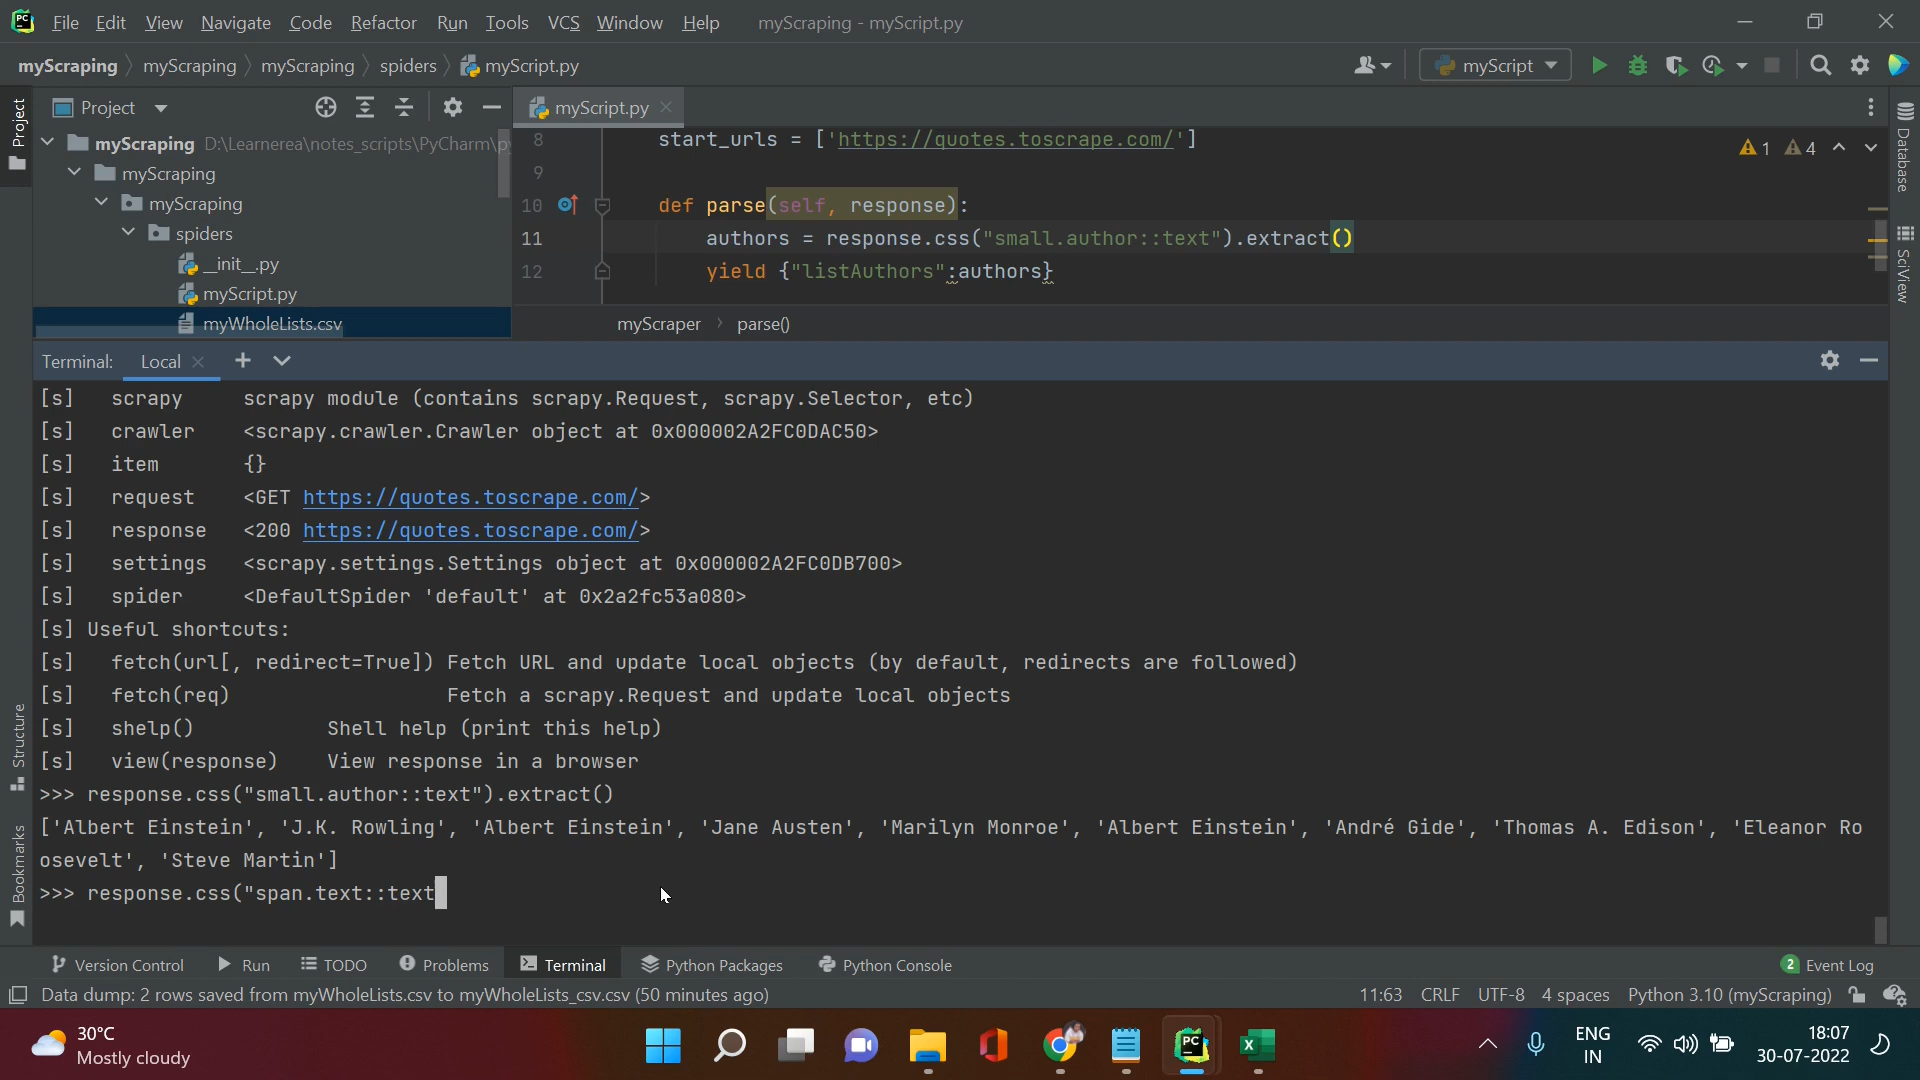 File Edit View Navigate Code Refactor Run Tools VCS Window Help myScraping - myScript.py
myScraping myScraping myScraping spiders myScript.py
myScript
Project
myScript.py
myScraping D:\Learnerea\notes_scripts\PyCharm\p
myScraping
myScraping
spiders
__init__.py
myScript.py
myWholeLists.csv
8 start_urls = ['https://quotes.toscrape.com/']
9
10 def parse(self, response):
11 authors = response.css("small.author::text").extract()
12 yield {"listAuthors":authors}
1 4
myScraper parse()
Project
Structure
Bookmarks
Database
SciView
Terminal: Local
[s] scrapy scrapy module (contains scrapy.Request, scrapy.Selector, etc)
[s] crawler <scrapy.crawler.Crawler object at 0x000002A2FC0DAC50>
[s] item {}
[s] request <GET https://quotes.toscrape.com/>
[s] response <200 https://quotes.toscrape.com/>
[s] settings <scrapy.settings.Settings object at 0x000002A2FC0DB700>
[s] spider <DefaultSpider 'default' at 0x2a2fc53a080>
[s] Useful shortcuts:
[s] fetch(url[, redirect=True]) Fetch URL and update local objects (by default, redirects are followed)
[s] fetch(req) Fetch a scrapy.Request and update local objects
[s] shelp() Shell help (print this help)
[s] view(response) View response in a browser
>>> response.css("small.author::text").extract()
['Albert Einstein', 'J.K. Rowling', 'Albert Einstein', 'Jane Austen', 'Marilyn Monroe', 'Albert Einstein', 'André Gide', 'Thomas A. Edison', 'Eleanor Ro
osevelt', 'Steve Martin']
>>> response.css("span.text::text
Version Control Run TODO Problems Terminal Python Packages Python Console 2 Event Log
Data dump: 2 rows saved from myWholeLists.csv to myWholeLists_csv.csv (50 minutes ago) 11:63 CRLF UTF-8 4 spaces Python 3.10 (myScraping)
30°C
Mostly cloudy
ENG
IN
18:07
30-07-2022